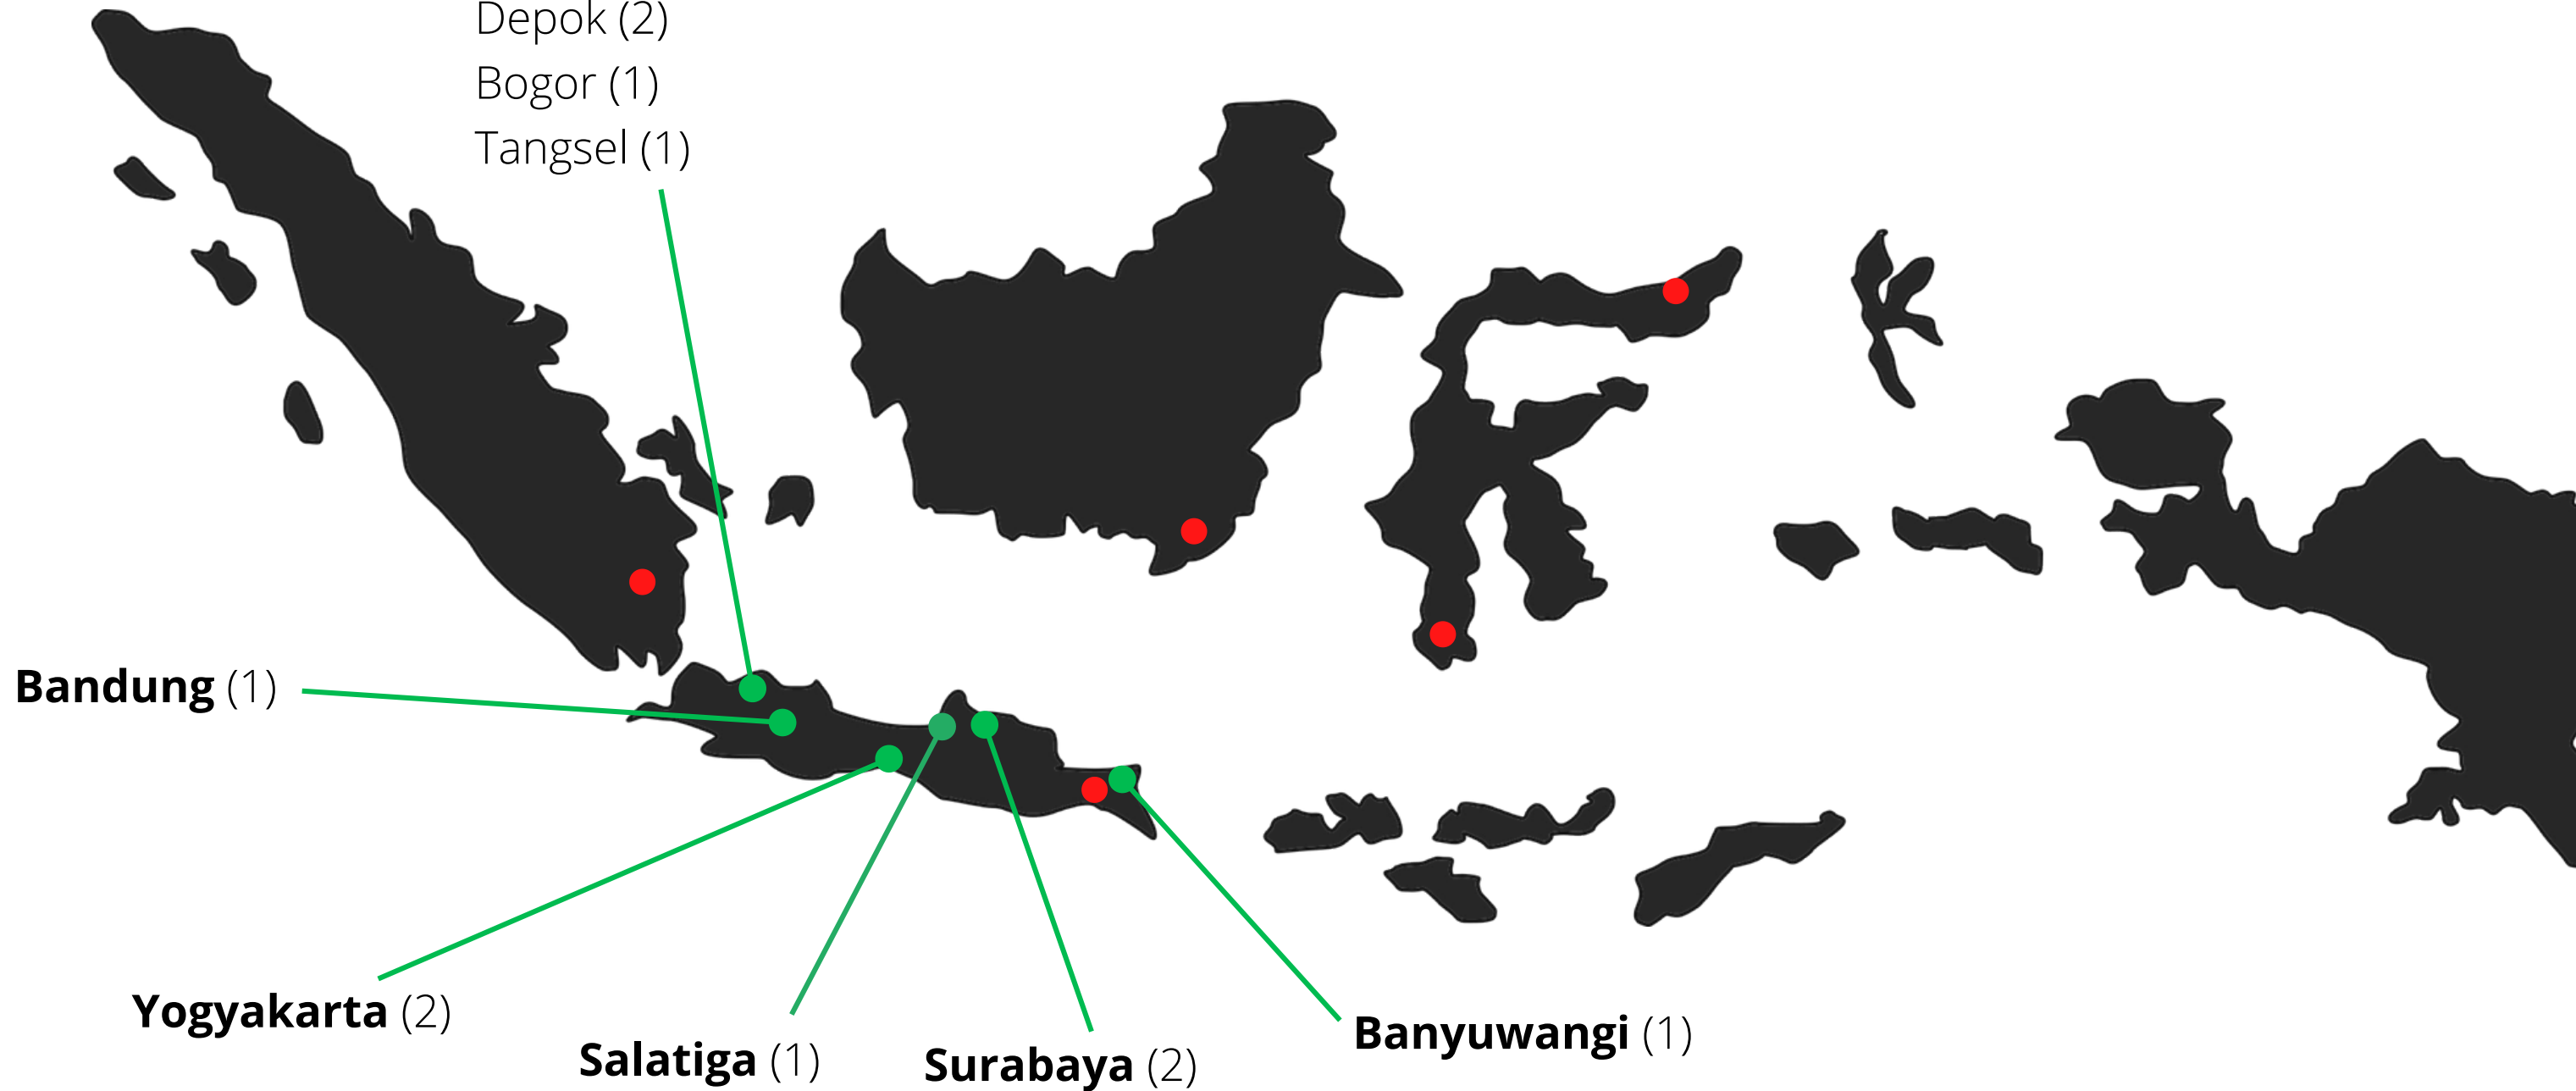 Depok (2)
Bogor (1)
Tangsel (1)
Bandung (1)
Yogyakarta (2)
Salatiga (1)
Surabaya (2)
Banyuwangi (1)